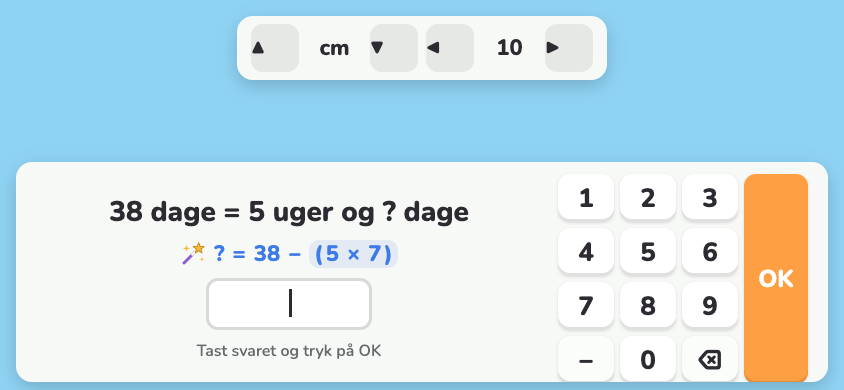 ▲ cm ▼ ◄ 10 ►
38 dage = 5 uger og ? dage
? = 38 – (5 × 7)
Tast svaret og tryk på OK
1 2 3
4 5 6
7 8 9
– 0
OK